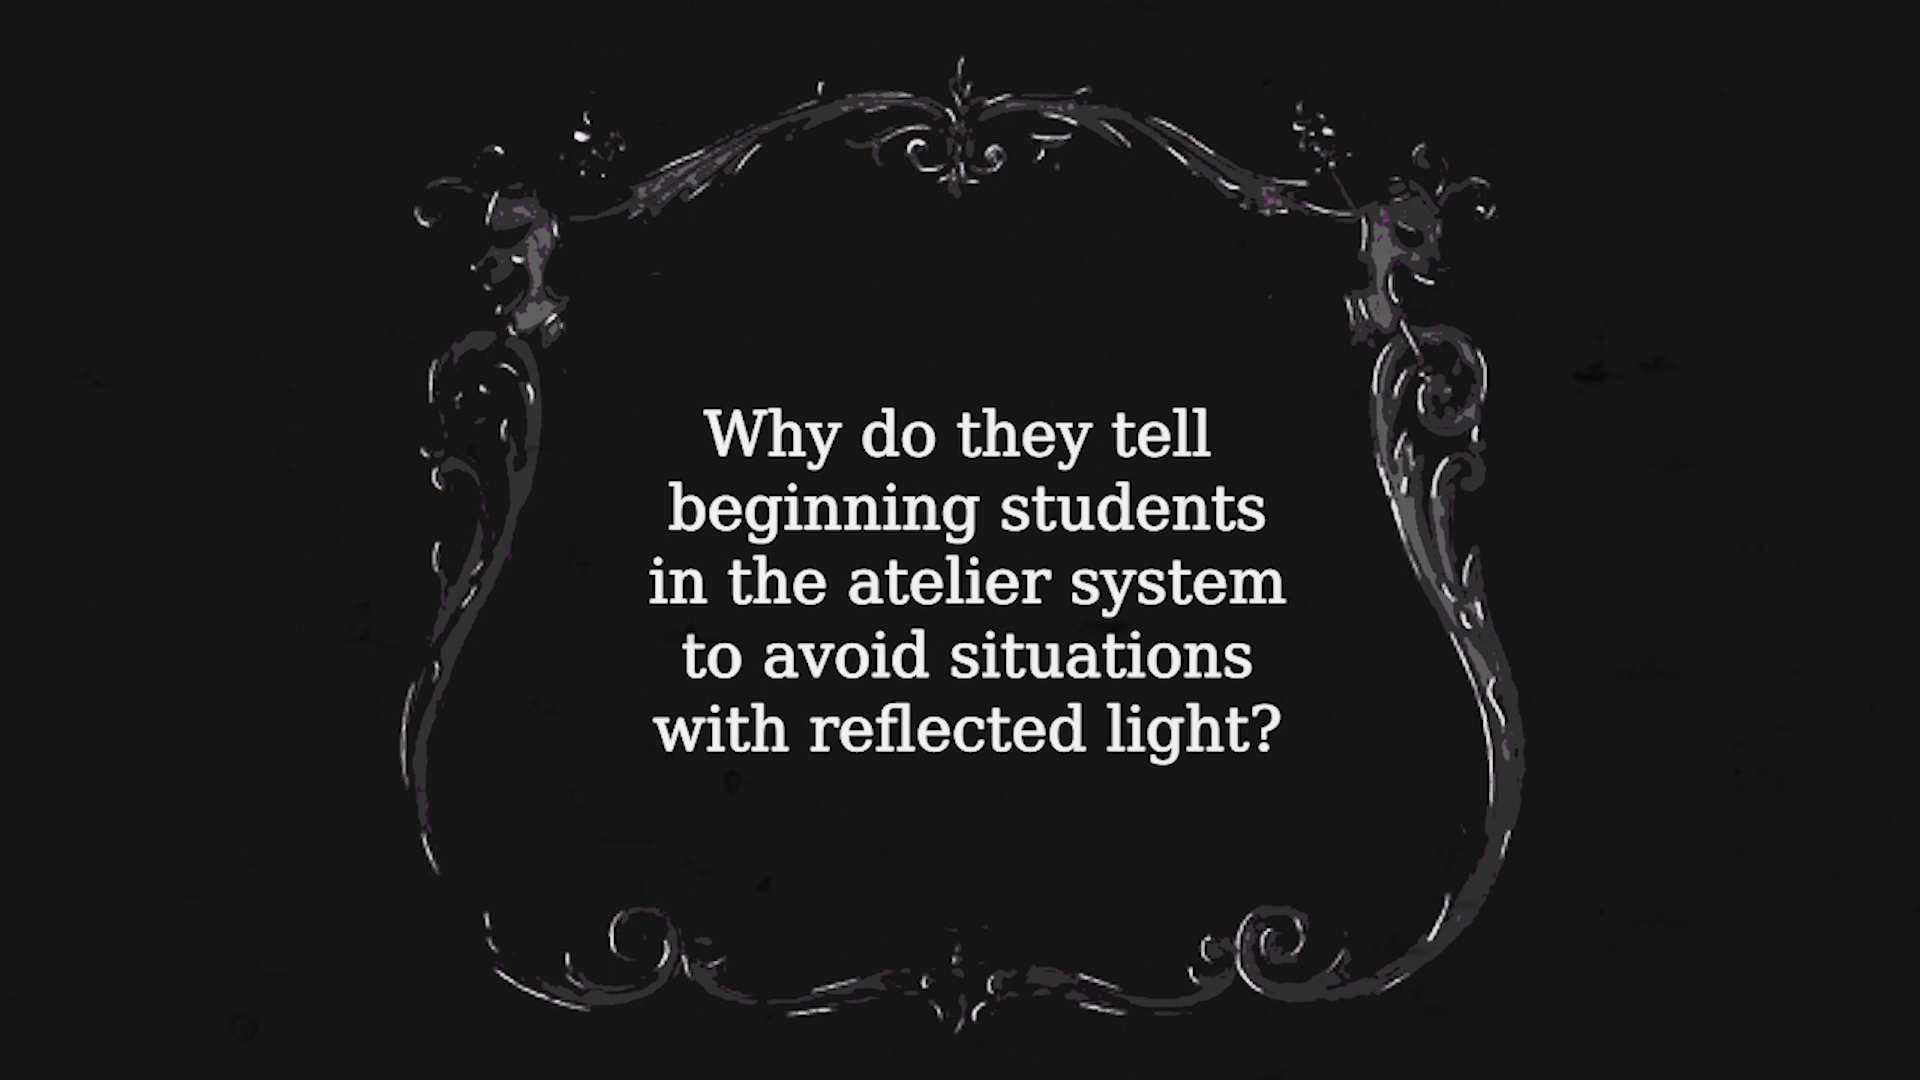 Why do they tell
beginning students
in the atelier system
to avoid situations
with reflected light?